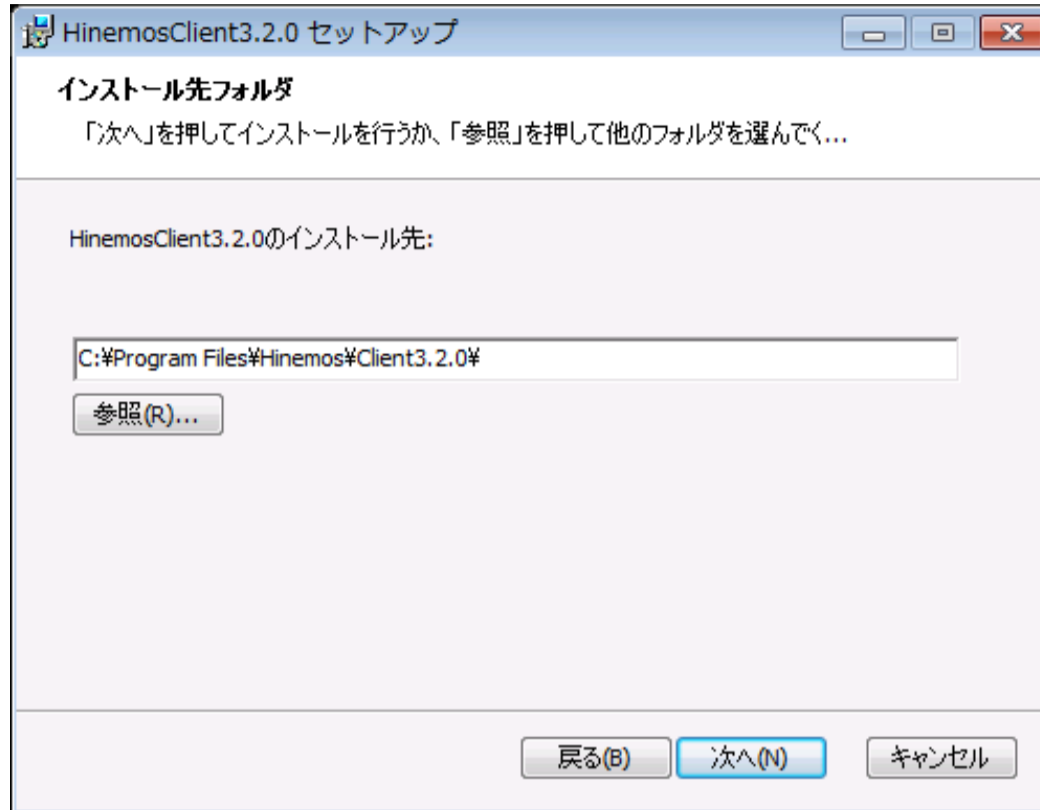 HinemosClient3.2.0 セットアップ
インストール先フォルダ
「次へ」を押してインストールを行うか、「参照」を押して他のフォルダを選んでく...
HinemosClient3.2.0のインストール先:
C:¥Program Files¥Hinemos¥Client3.2.0¥
参照(R)...
戻る(B)
次へ(N)
キャンセル